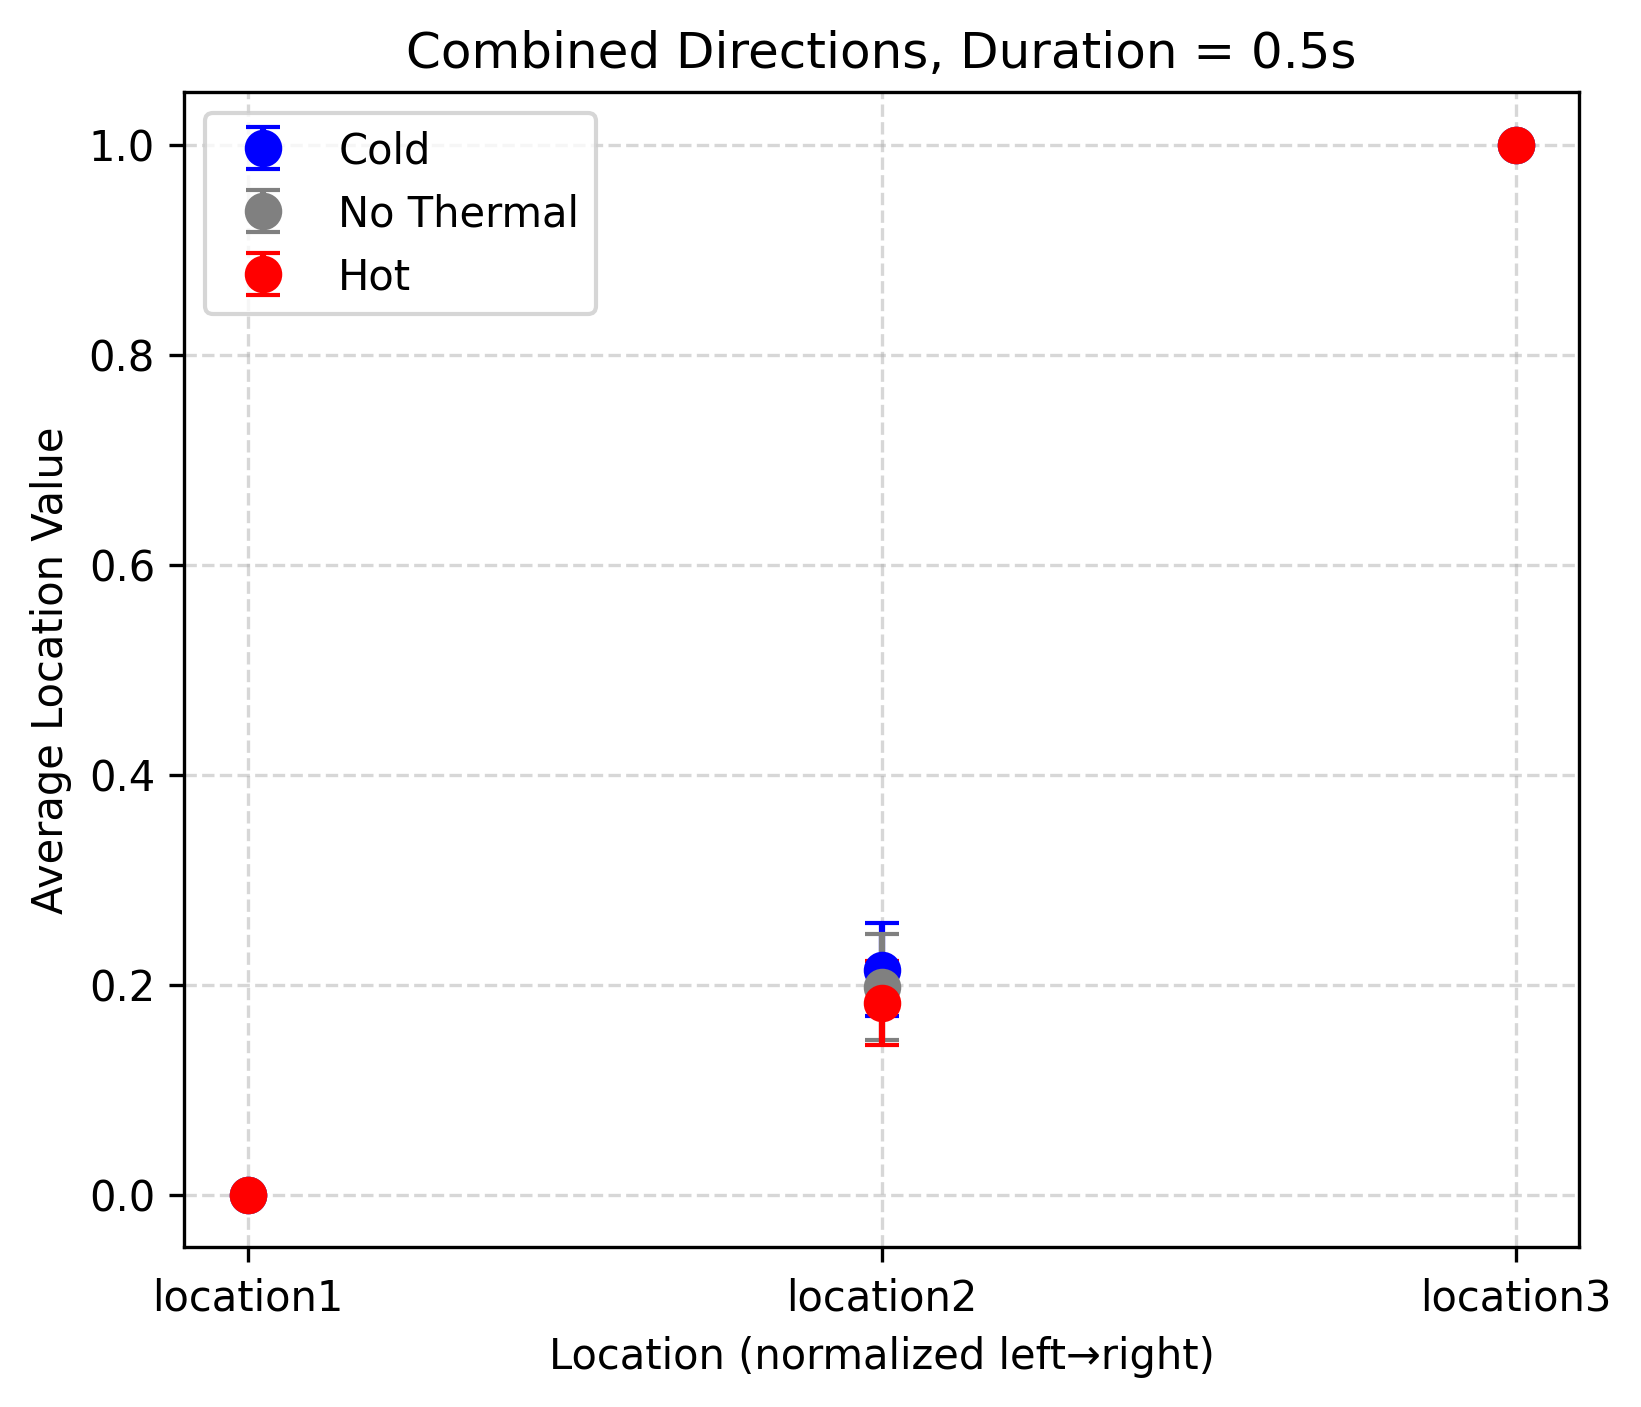 Combined Directions, Duration = 0.5s
Cold
No Thermal
Hot
1.0
0.8
0.6
0.4
0.2
0.0
Average Location Value
location1
location2
location3
Location (normalized left→right)